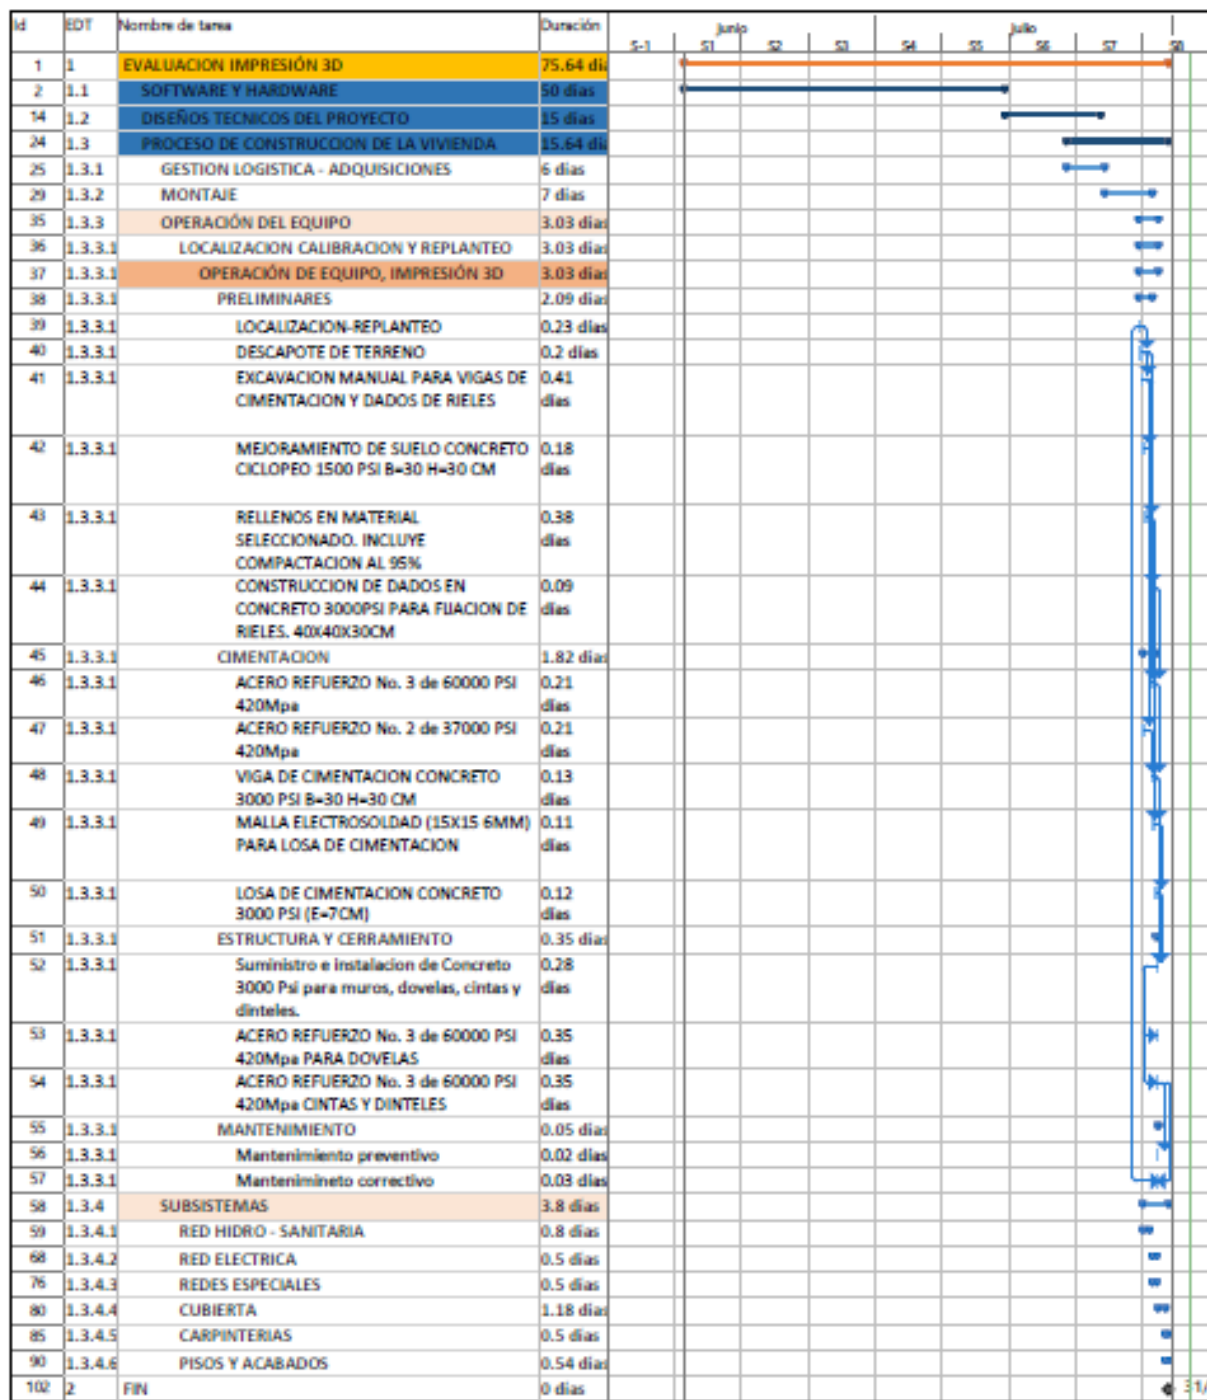 Id EDT Nombre de tarea Duración Junio Julio
S-1 S1 S2 S3 S4 S5 S6 S7 S8
1 1 EVALUACION IMPRESIÓN 3D 75.64 día
2 1.1 SOFTWARE Y HARDWARE 50 días
14 1.2 DISEÑOS TECNICOS DEL PROYECTO 15 días
24 1.3 PROCESO DE CONSTRUCCION DE LA VIVIENDA 15.64 día
25 1.3.1 GESTION LOGISTICA - ADQUISICIONES 6 días
29 1.3.2 MONTAJE 7 días
35 1.3.3 OPERACIÓN DEL EQUIPO 3.03 días
36 1.3.3.1 LOCALIZACION CALIBRACION Y REPLANTEO 3.03 días
37 1.3.3.1 OPERACIÓN DE EQUIPO, IMPRESIÓN 3D 3.03 días
38 1.3.3.1 PRELIMINARES 2.09 días
39 1.3.3.1 LOCALIZACION-REPLANTEO 0.23 días
40 1.3.3.1 DESCAPOTE DE TERRENO 0.2 días
41 1.3.3.1 EXCAVACION MANUAL PARA VIGAS DE 0.41
CIMENTACION Y DADOS DE RIELES días
42 1.3.3.1 MEJORAMIENTO DE SUELO CONCRETO 0.18
CICLOPEO 1500 PSI B=30 H=30 CM días
43 1.3.3.1 RELLENOS EN MATERIAL 0.38
SELECCIONADO. INCLUYE días
COMPACTACION AL 95%
44 1.3.3.1 CONSTRUCCION DE DADOS EN 0.09
CONCRETO 3000PSI PARA FIJACION DE días
RIELES. 40X40X30CM
45 1.3.3.1 CIMENTACION 1.82 días
46 1.3.3.1 ACERO REFUERZO No. 3 de 60000 PSI 0.21
420Mpa días
47 1.3.3.1 ACERO REFUERZO No. 2 de 37000 PSI 0.21
420Mpa días
48 1.3.3.1 VIGA DE CIMENTACION CONCRETO 0.13
3000 PSI B=30 H=30 CM días
49 1.3.3.1 MALLA ELECTROSOLDAD (15X15 6MM) 0.11
PARA LOSA DE CIMENTACION días
50 1.3.3.1 LOSA DE CIMENTACION CONCRETO 0.12
3000 PSI (E=7CM) días
51 1.3.3.1 ESTRUCTURA Y CERRAMIENTO 0.35 días
52 1.3.3.1 Suministro e instalacion de Concreto 0.28
3000 Psi para muros, dovelas, cintas y días
dinteles.
53 1.3.3.1 ACERO REFUERZO No. 3 de 60000 PSI 0.35
420Mpa PARA DOVELAS días
54 1.3.3.1 ACERO REFUERZO No. 3 de 60000 PSI 0.35
420Mpa CINTAS Y DINTELES días
55 1.3.3.1 MANTENIMIENTO 0.05 días
56 1.3.3.1 Mantenimiento preventivo 0.02 días
57 1.3.3.1 Mantenimineto correctivo 0.03 días
58 1.3.4 SUBSISTEMAS 3.8 días
59 1.3.4.1 RED HIDRO - SANITARIA 0.8 días
68 1.3.4.2 RED ELECTRICA 0.5 días
76 1.3.4.3 REDES ESPECIALES 0.5 días
80 1.3.4.4 CUBIERTA 1.18 días
85 1.3.4.5 CARPINTERIAS 0.5 días
90 1.3.4.6 PISOS Y ACABADOS 0.54 días
102 2 FIN 0 días 31/